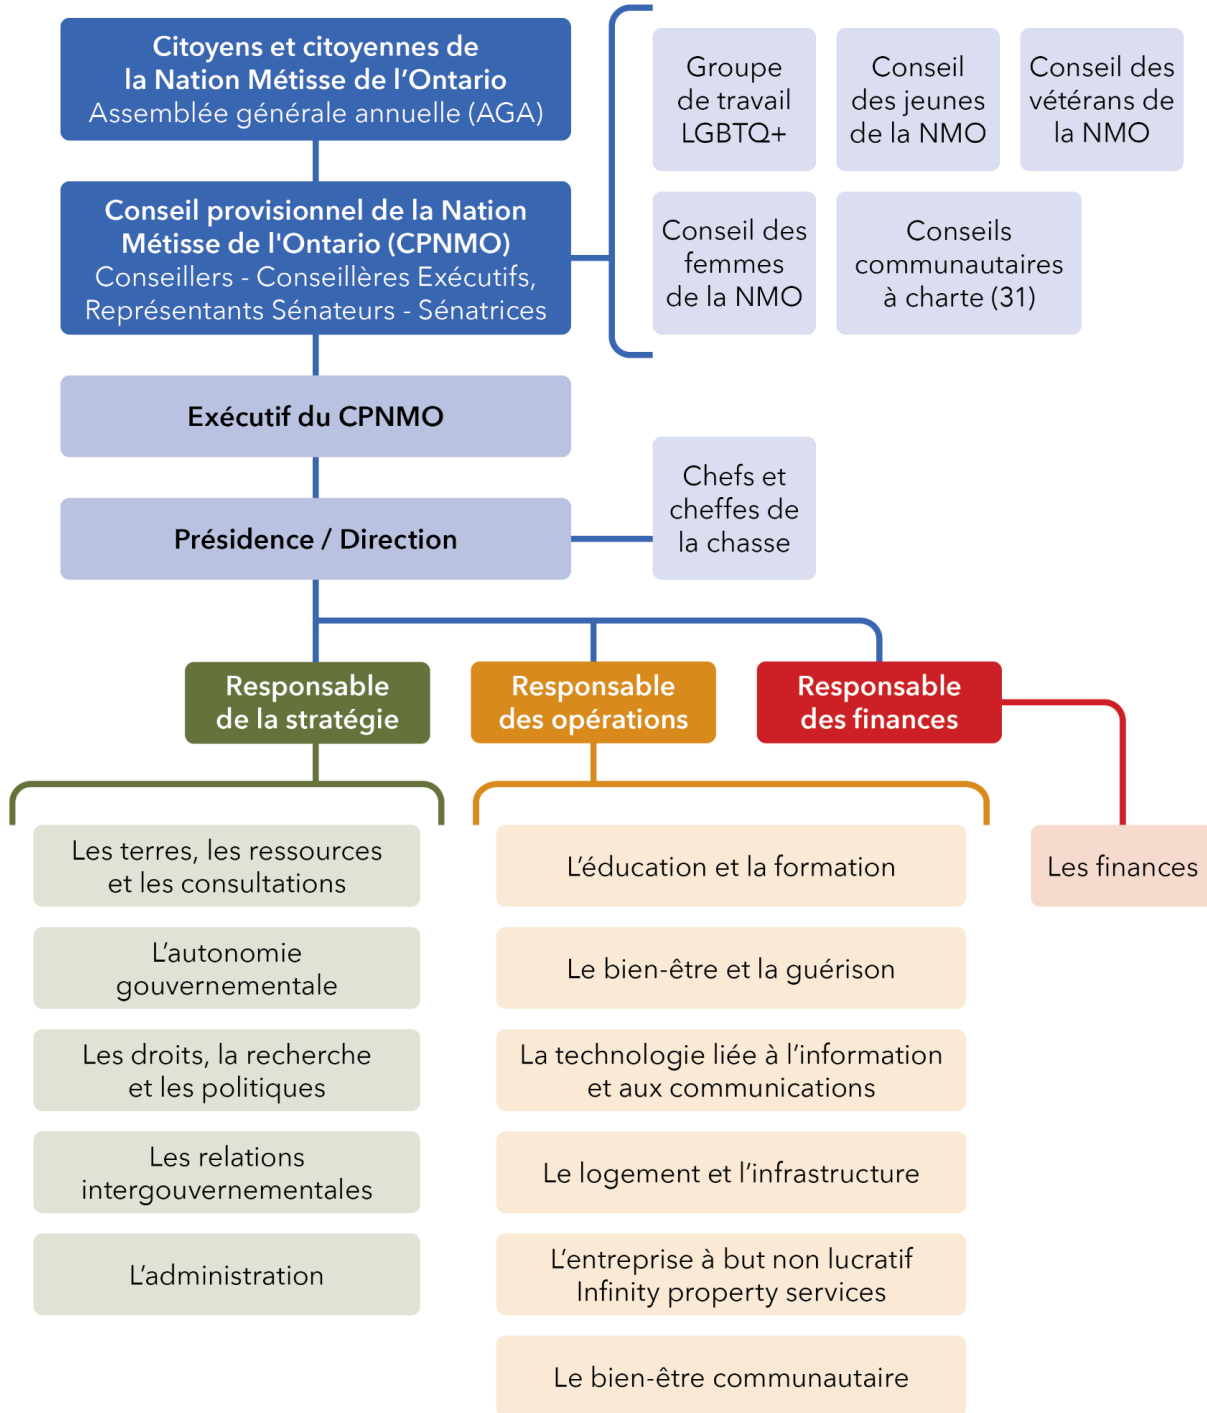 Citoyens et citoyennes de
la Nation Métisse de l'Ontario
Assemblée générale annuelle (AGA)
Conseil provisionnel de la Nation
Métisse de l'Ontario (CPNMO)
Conseillers - Conseillères Exécutifs,
Représentants Sénateurs - Sénatrices
Groupe
de travail
LGBTQ+
Conseil
des jeunes
de la NMO
Conseil des
vétérans de
la NMO
Conseil des
femmes
de la NMO
Conseils
communautaires
à charte (31)
Exécutif du CPNMO
Présidence / Direction
Chefs et
cheffes de
la chasse
Responsable
de la stratégie
Responsable
des opérations
Responsable
des finances
Les terres, les ressources
et les consultations
L'autonomie
gouvernementale
Les droits, la recherche
et les politiques
Les relations
intergouvernementales
L'administration
L'éducation et la formation
Le bien-être et la guérison
La technologie liée à l'information
et aux communications
Le logement et l'infrastructure
L'entreprise à but non lucratif
Infinity property services
Le bien-être communautaire
Les finances